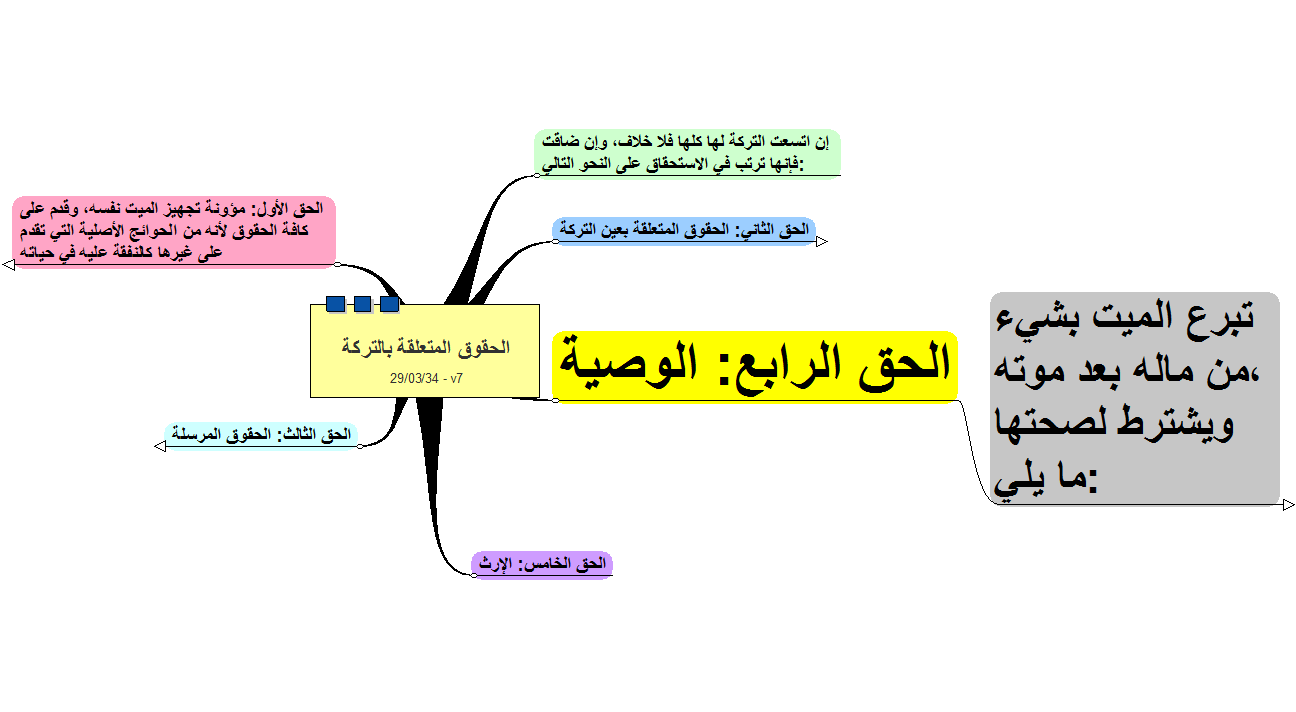 الحقوق المتعلقة بالتركة
29/03/34 - v7
إن اتسعت التركة لها كلها فلا خلاف، وإن ضاقت
فإنها ترتب في الاستحقاق على النحو التالي:
الحق الأول: مؤونة تجهيز الميت نفسه، وقدم على
كافة الحقوق لأنه من الحوائج الأصلية التي تقدم
على غيرها كالنفقة عليه في حياته
الحق الثاني: الحقوق المتعلقة بعين التركة
الحق الثالث: الحقوق المرسلة
الحق الرابع: الوصية
تبرع الميت بشيء
من ماله بعد موته،
ويشترط لصحتها
ما يلي:
الحق الخامس: الإرث